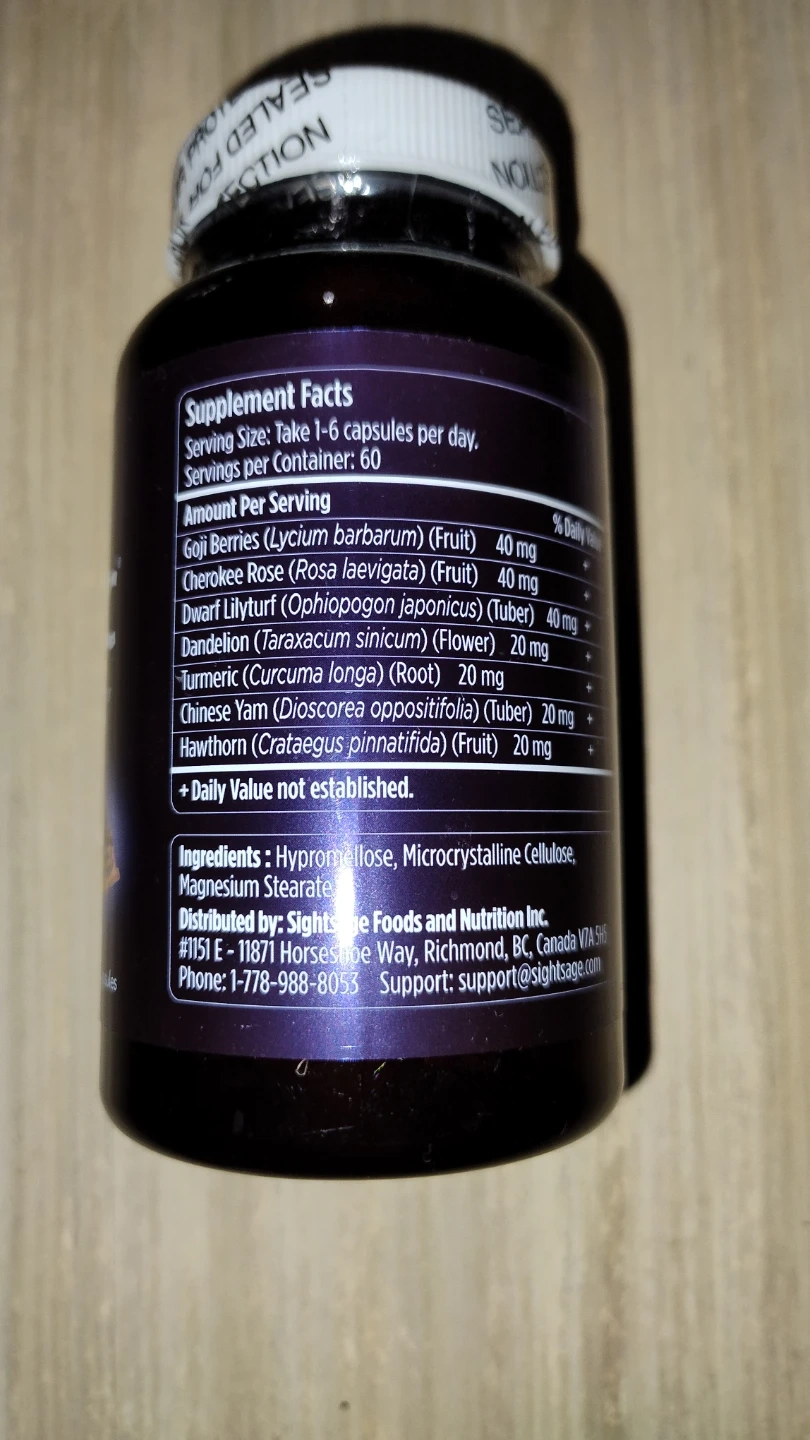 SEALED FOR
Supplement Facts
Serving Size: Take 1-6 capsules per day.
Servings per Container: 60
Amount Per Serving
% Daily
Goji Berries (Lycium barbarum) (Fruit) 40 mg +
Cherokee Rose (Rosa laevigata) (Fruit) 40 mg +
Dwarf Lilyturf (Ophiopogon japonicus) (Tuber) 40 mg +
Dandelion (Taraxacum sinicum) (Flower) 20 mg +
Turmeric (Curcuma longa) (Root) 20 mg +
Chinese Yam (Dioscorea oppositifolia) (Tuber) 20 mg +
Hawthorn (Crataegus pinnatifida) (Fruit) 20 mg +
+ Daily Value not established.
Ingredients : Hypromellose, Microcrystalline Cellulose,
Magnesium Stearate
Distributed by: Sightsage Foods and Nutrition Inc.
#1151 E - 11871 Horseshoe Way, Richmond, BC, Canada V7A 5H5
Phone: 1-778-988-8053 Support: support@sightsage.com